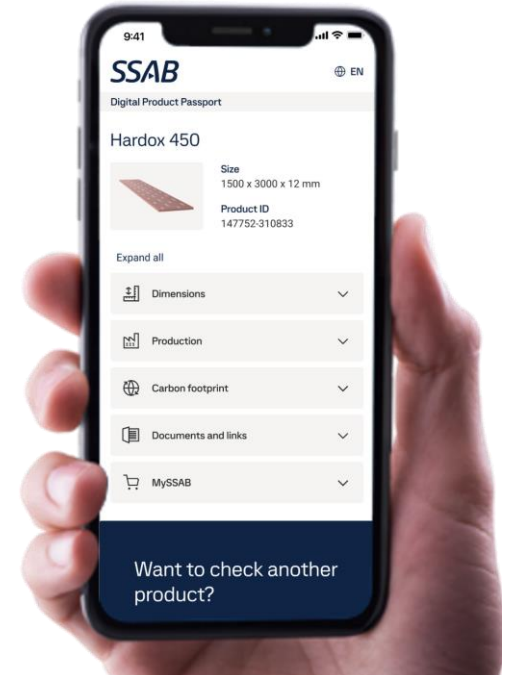 9:41
SSAB
EN
Digital Product Passport
Hardox 450
Size
1500 x 3000 x 12 mm
Product ID
147752-310833
Expand all
Dimensions
Production
Carbon footprint
Documents and links
MySSAB
Want to check another
product?